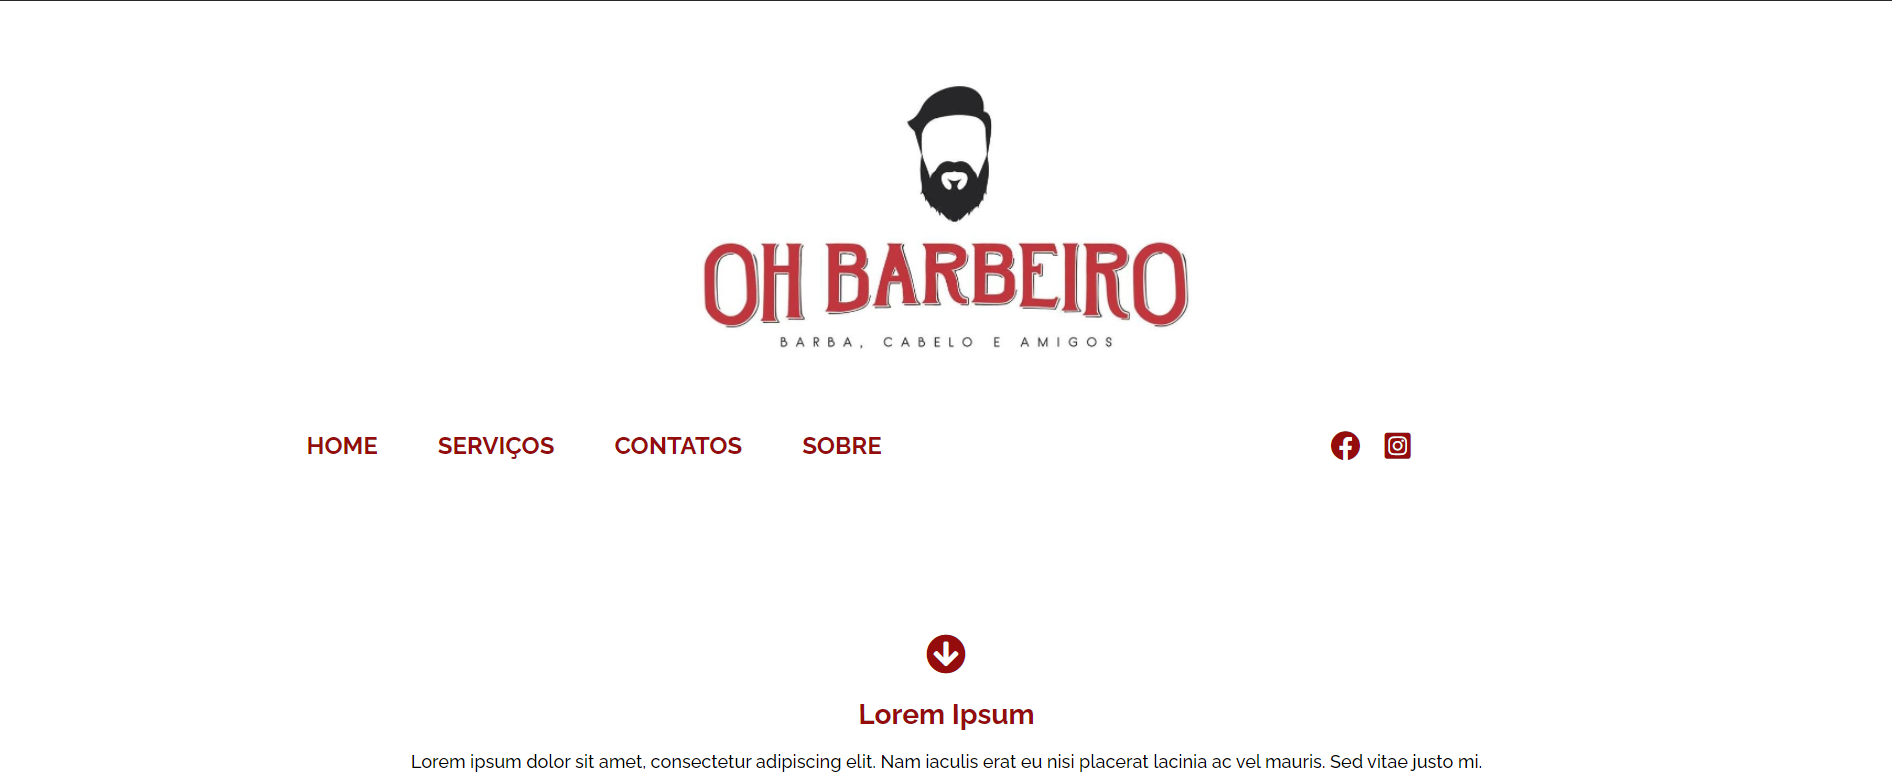 OH BARBEIRO
BARBA, CABELO E AMIGOS
HOME SERVIÇOS CONTATOS SOBRE
Lorem Ipsum
Lorem ipsum dolor sit amet, consectetur adipiscing elit. Nam iaculis erat eu nisi placerat lacinia ac vel mauris. Sed vitae justo mi.